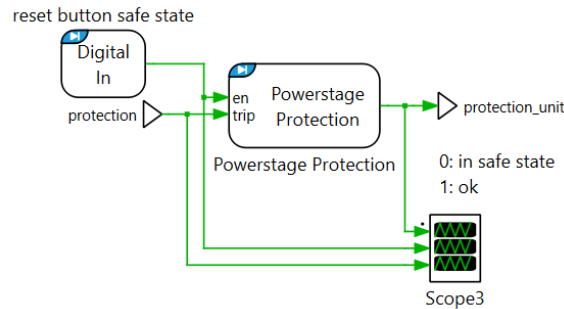 reset button safe state
Digital
In
protection
en
trip
Powerstage
Protection
Powerstage Protection
protection_unit
0: in safe state
1: ok
Scope3